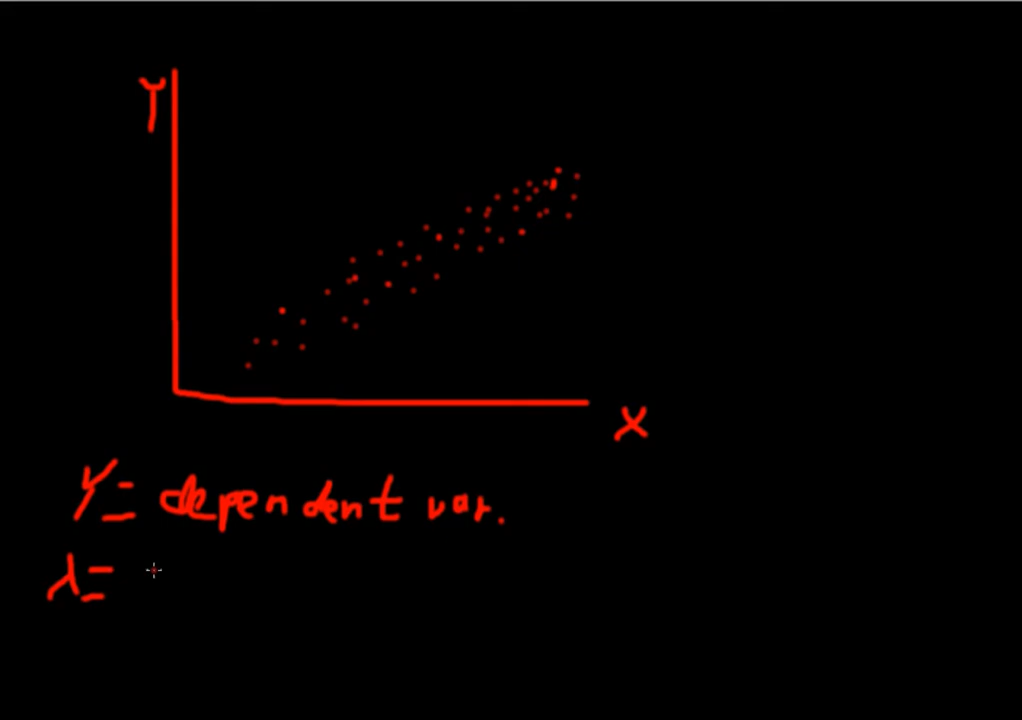 Y
X
Y= dependent var.
λ=